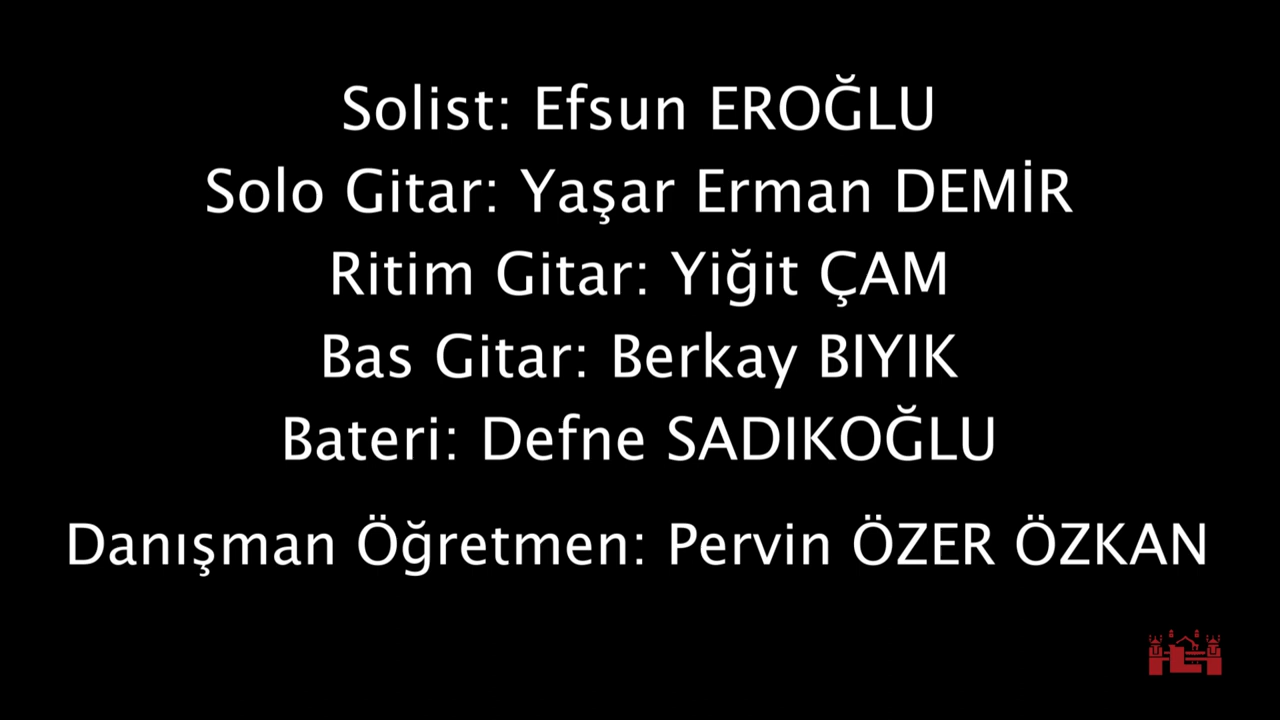 Solist: Efsun EROĞLU
Solo Gitar: Yaşar Erman DEMİR
Ritim Gitar: Yiğit ÇAM
Bas Gitar: Berkay BIYIK
Bateri: Defne SADIKOĞLU
Danışman Öğretmen: Pervin ÖZER ÖZKAN